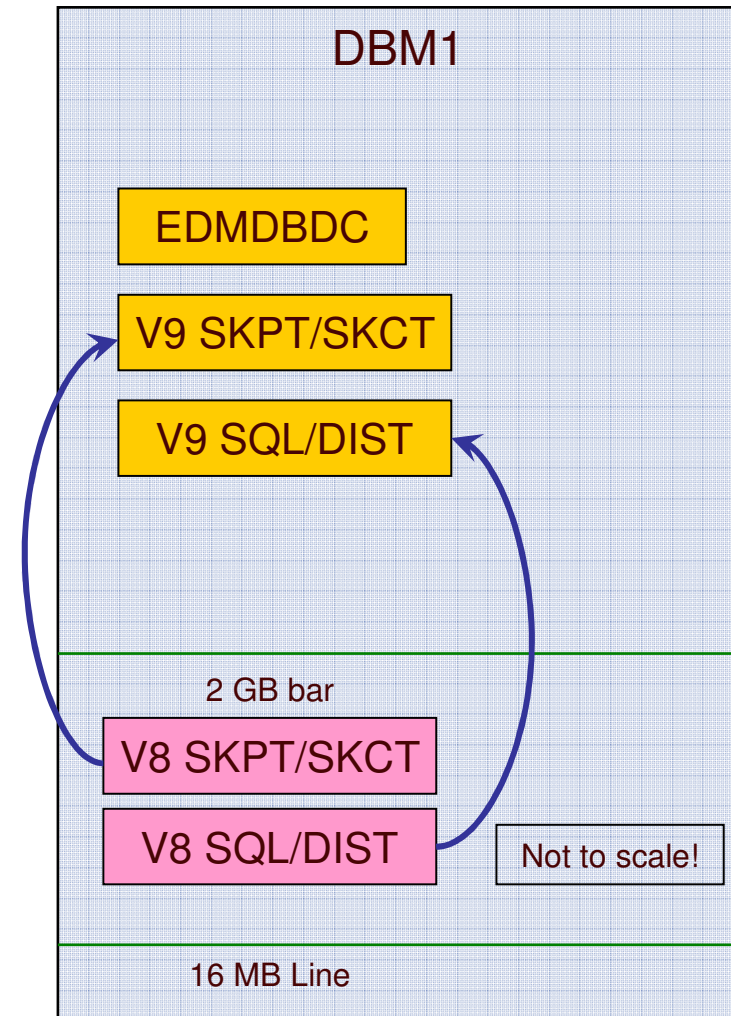 DBM1
EDMDBDC
V9 SKPT/SKCT
V9 SQL/DIST
2 GB bar
V8 SKPT/SKCT
V8 SQL/DIST
Not to scale!
16 MB Line